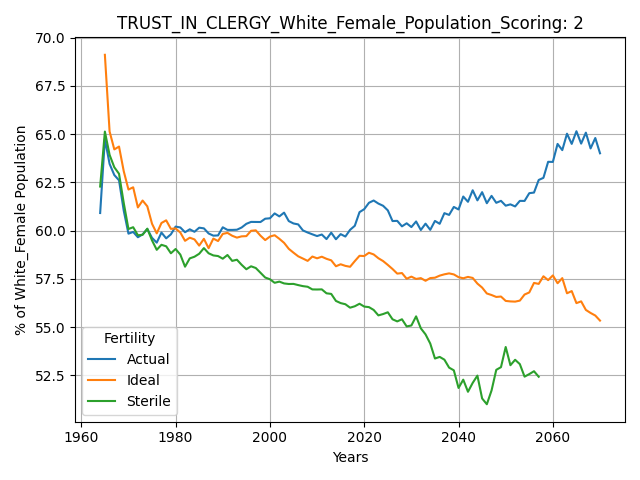 TRUST_IN_CLERGY_White_Female_Population_Scoring: 2
% of White_Female Population
70.0
67.5
65.0
62.5
60.0
57.5
55.0
52.5
Fertility
Actual
Ideal
Sterile
1960 1980 2000 2020 2040 2060
Years